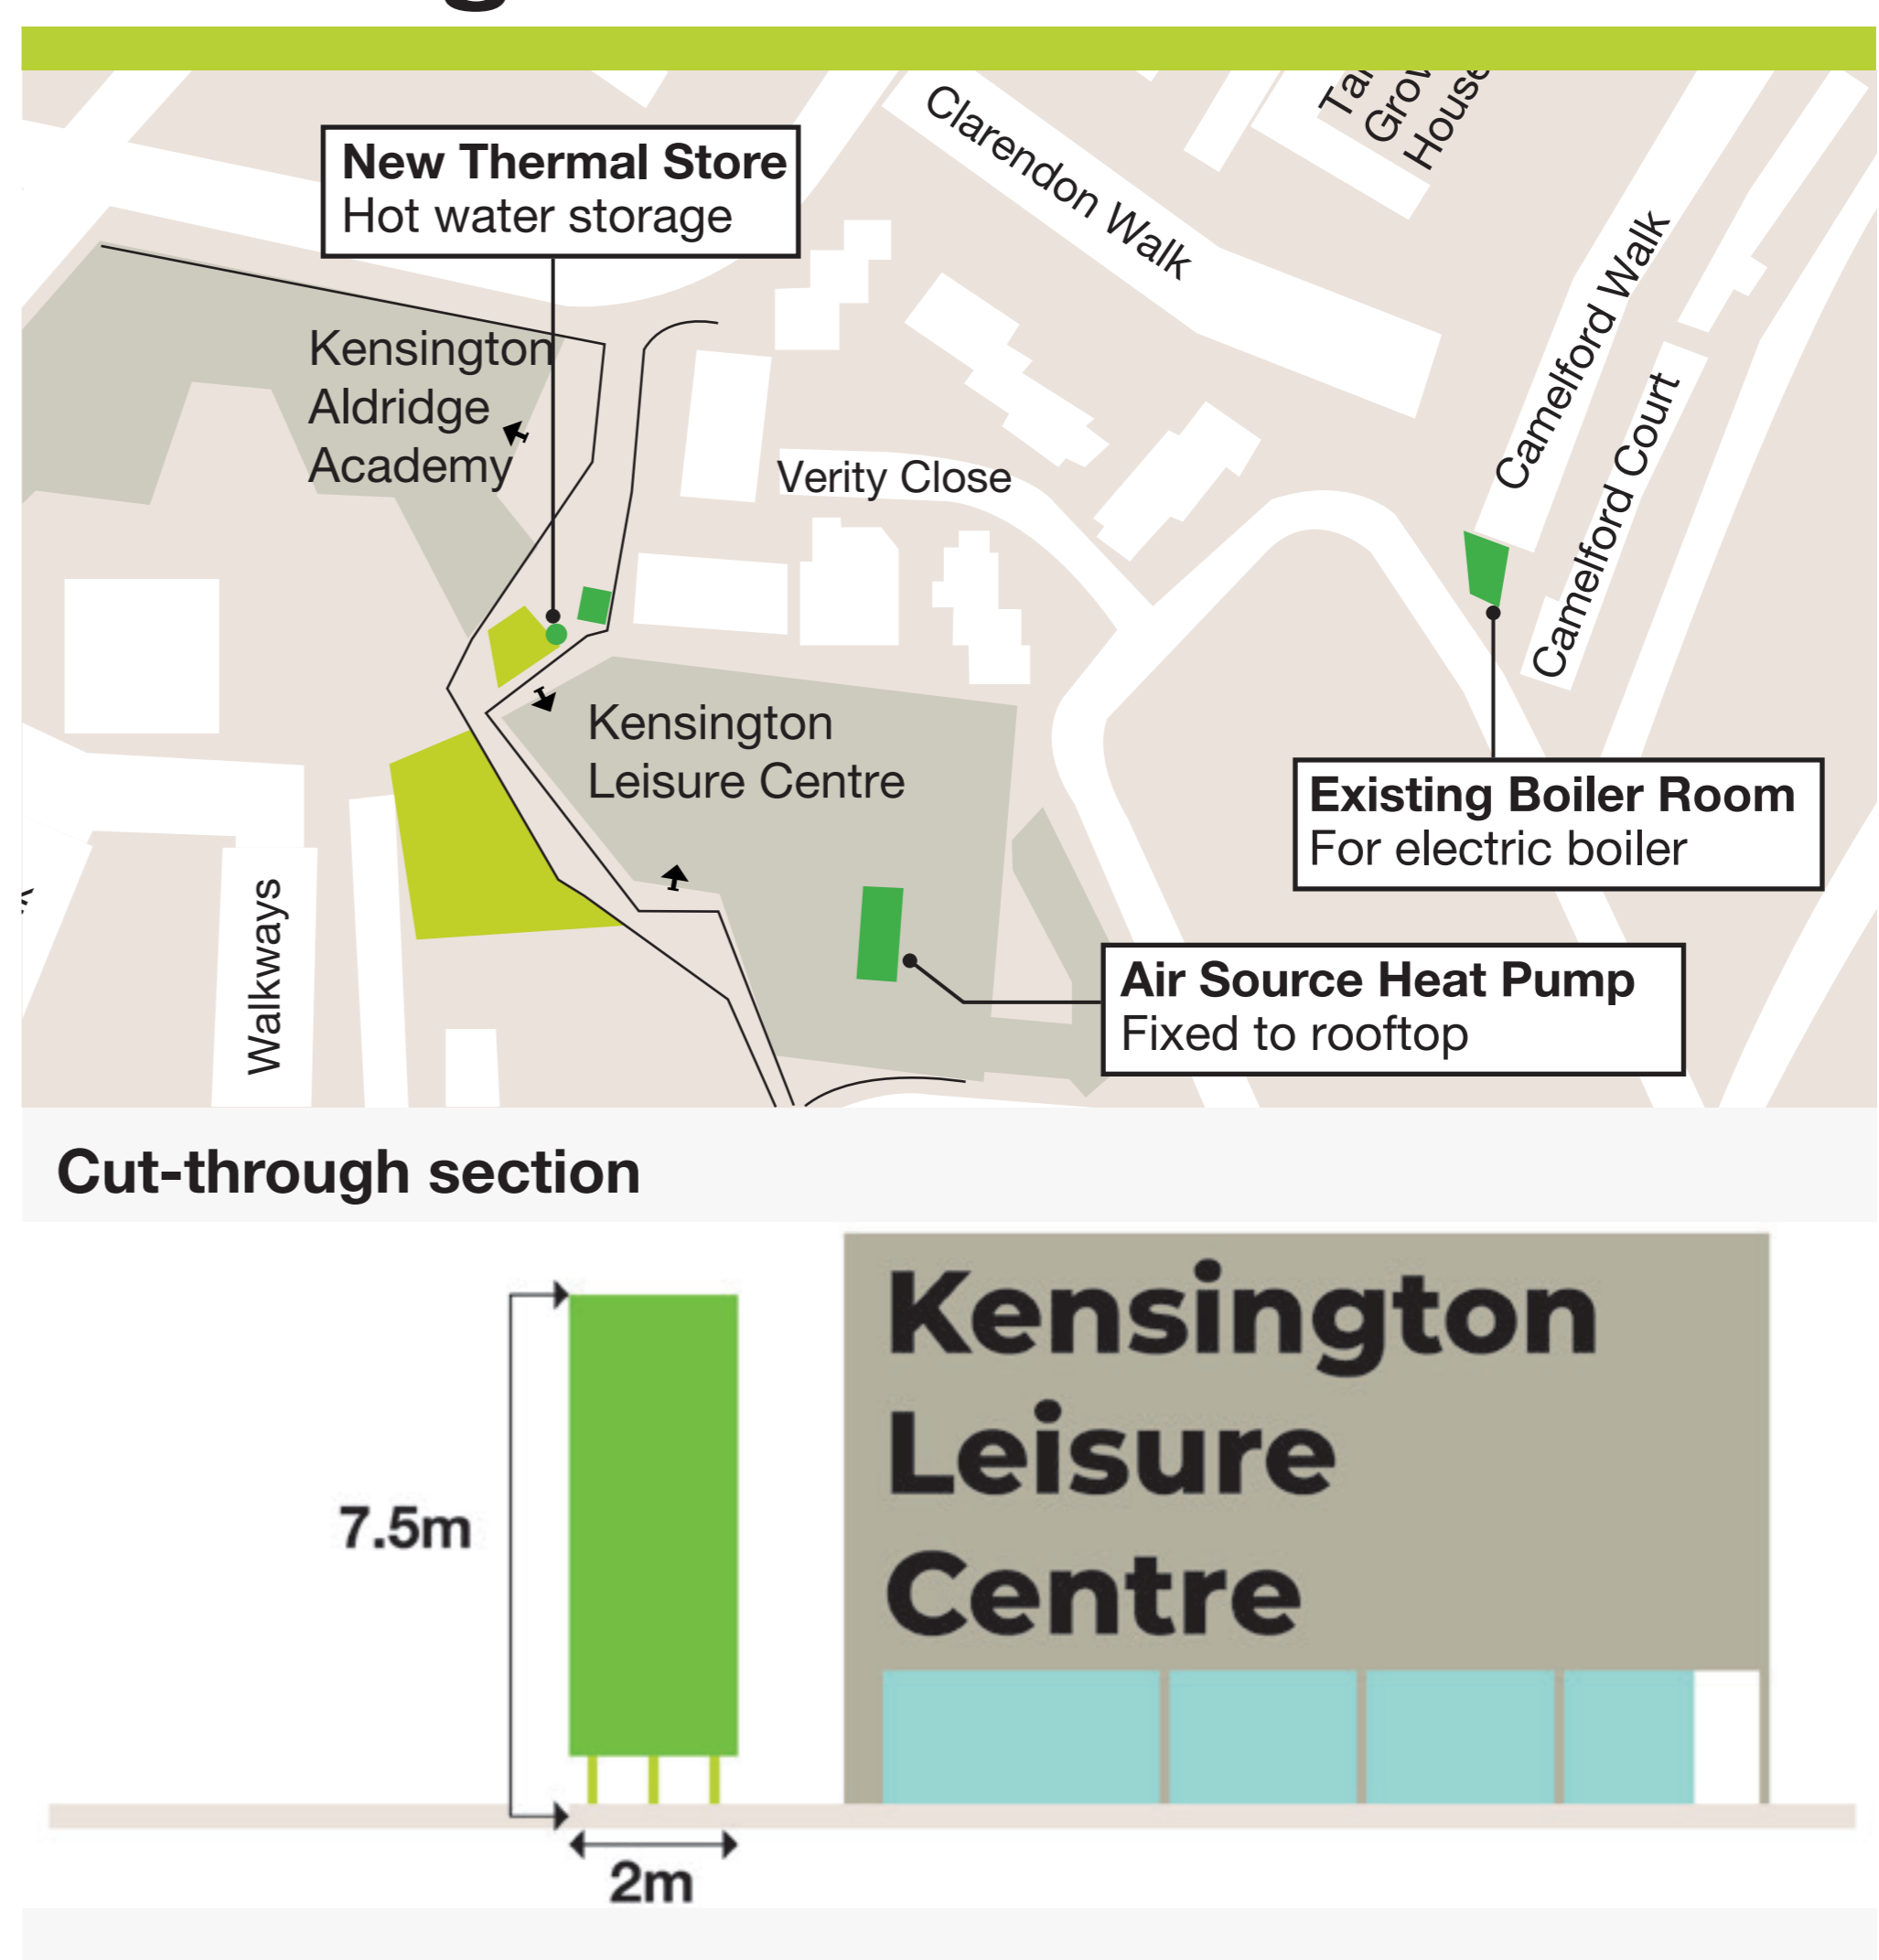 New Thermal Store
Hot water storage
Clarendon Walk
House
Camelford Walk
Camelford Court
Kensington
Aldridge
Academy
Verity Close
Kensington
Leisure Centre
Existing Boiler Room
For electric boiler
Walkways
Air Source Heat Pump
Fixed to rooftop
Cut-through section
Kensington
Leisure
Centre
7.5m
2m